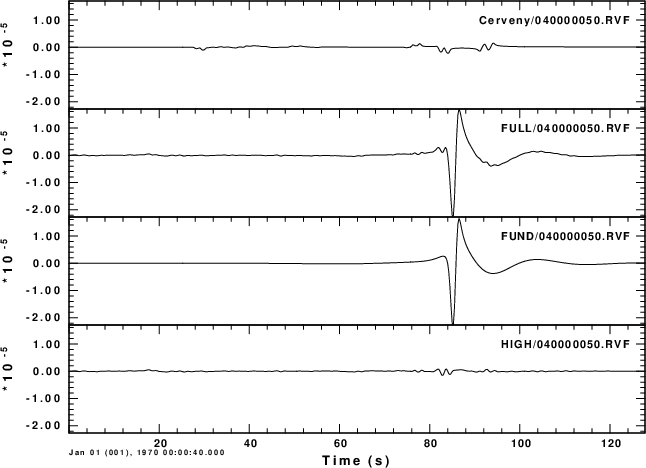 Cerveny/040000050.RVF
1.00
0.00
-1.00
-2.00
*10 -5
FULL/040000050.RVF
1.00
0.00
-1.00
-2.00
*10 -5
FUND/040000050.RVF
1.00
0.00
-1.00
-2.00
*10 -5
HIGH/040000050.RVF
1.00
0.00
-1.00
-2.00
*10 -5
20 40 60 80 100 120
Jan 01 (001), 1970 00:00:40.000
Time (s)